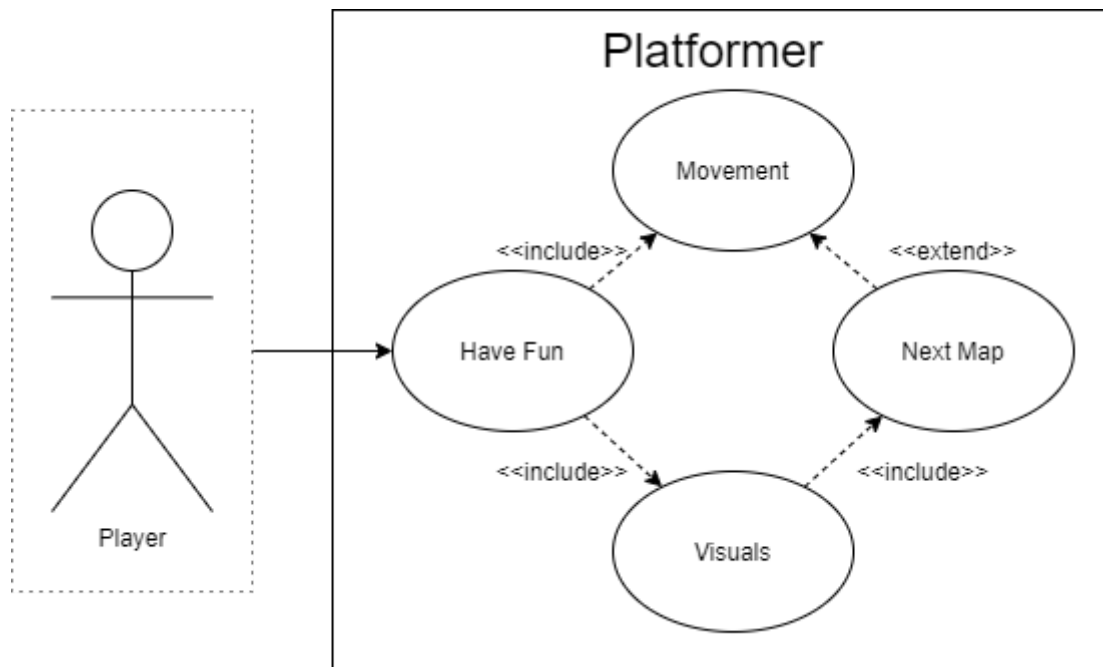 Platformer
Movement
<<include>>
<<extend>>
Have Fun
Next Map
<<include>>
<<include>>
Player
Visuals